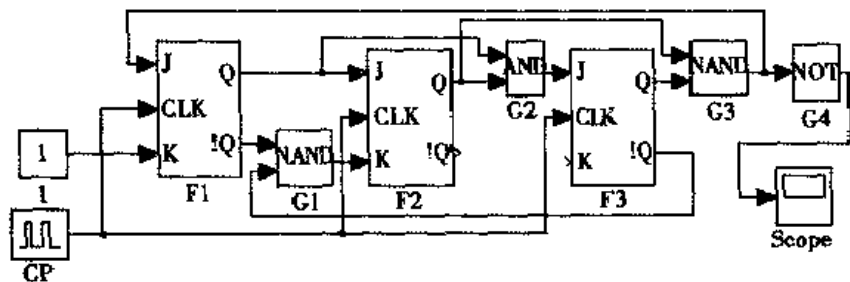 J
Q
CLK
!Q
K
F1
1
1
CP
NAND
G1
J
Q
CLK
!Q
K
F2
AND
G2
J
Q
CLK
!Q
K
F3
NAND
G3
NOT
G4
Scope